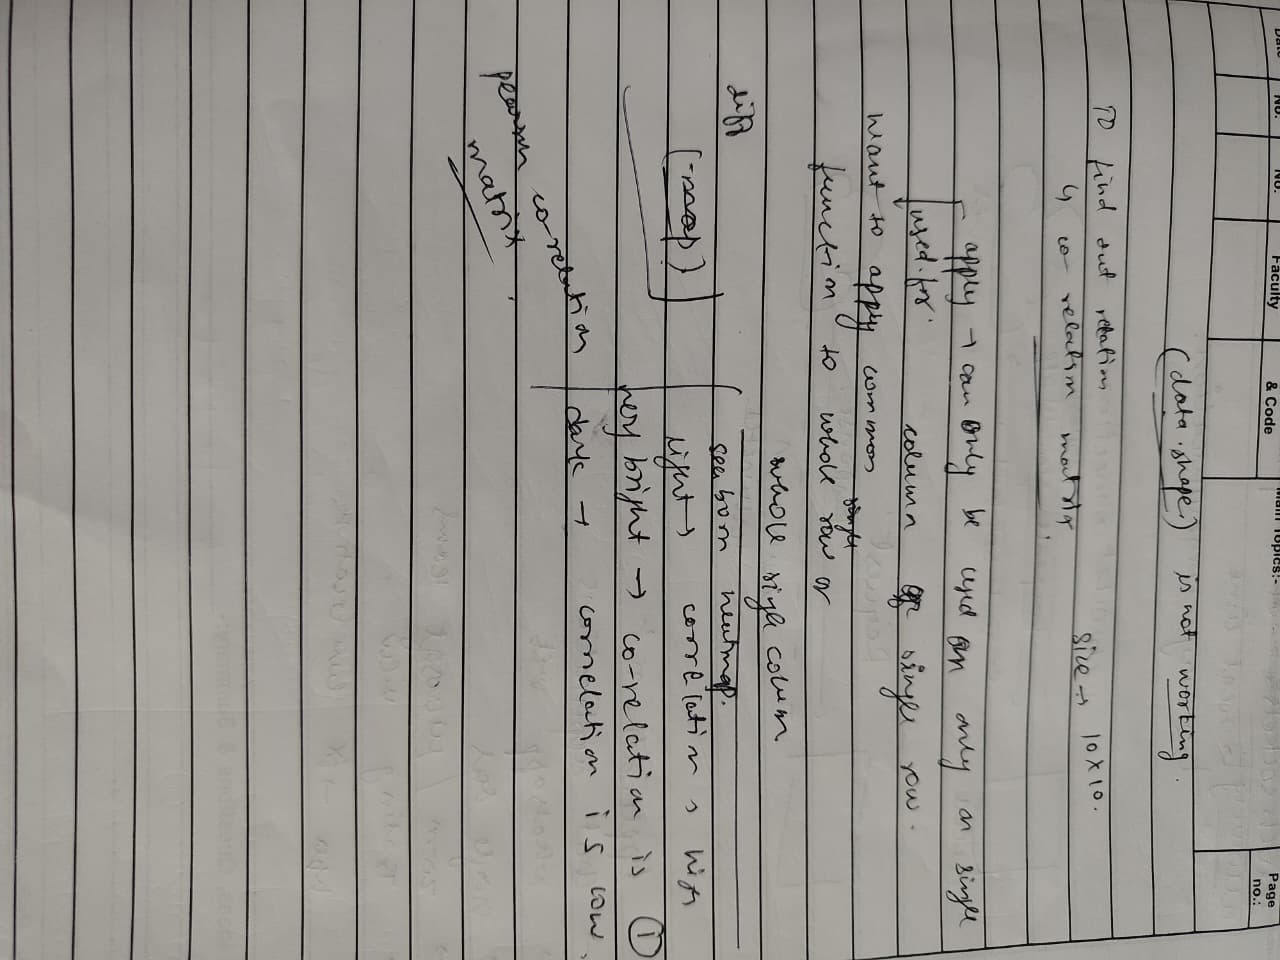 No.
No.
Faculty
& Code
Main Topics:-
Page
no.:
(data.shape) is not working.
TO find out relation
size → 10×10.
↳ co-relation matrix.
apply → can only be used on only on single
used for. column or single row.
want to apply common
function to whole single row or
whole single column
diff
(.map)
seaborn heatmap.
light → correlation is high
very bright → co-relation is 1
dark → correlation is low.
pearson co-relation
matrix